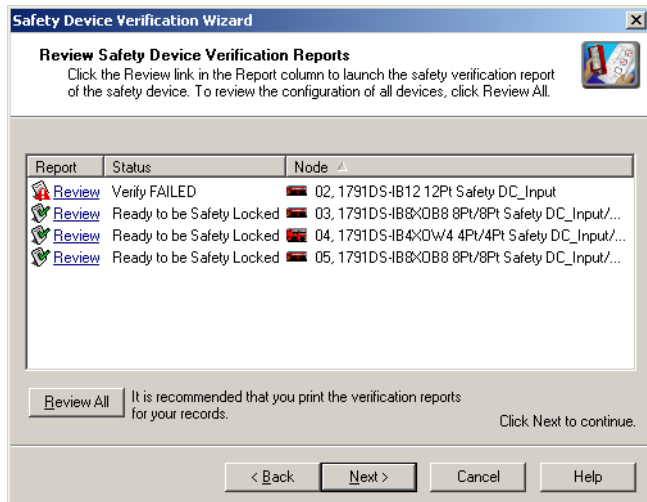 Safety Device Verification Wizard
Review Safety Device Verification Reports
Click the Review link in the Report column to launch the safety verification report
of the safety device. To review the configuration of all devices, click Review All.
Report Status Node
Review Verify FAILED 02, 1791DS-IB12 12Pt Safety DC_Input
Review Ready to be Safety Locked 03, 1791DS-IB8XOB8 8Pt/8Pt Safety DC_Input/...
Review Ready to be Safety Locked 04, 1791DS-IB4XOW4 4Pt/4Pt Safety DC_Input/...
Review Ready to be Safety Locked 05, 1791DS-IB8XOB8 8Pt/8Pt Safety DC_Input/...
Review All It is recommended that you print the verification reports
for your records.
Click Next to continue.
< Back Next > Cancel Help